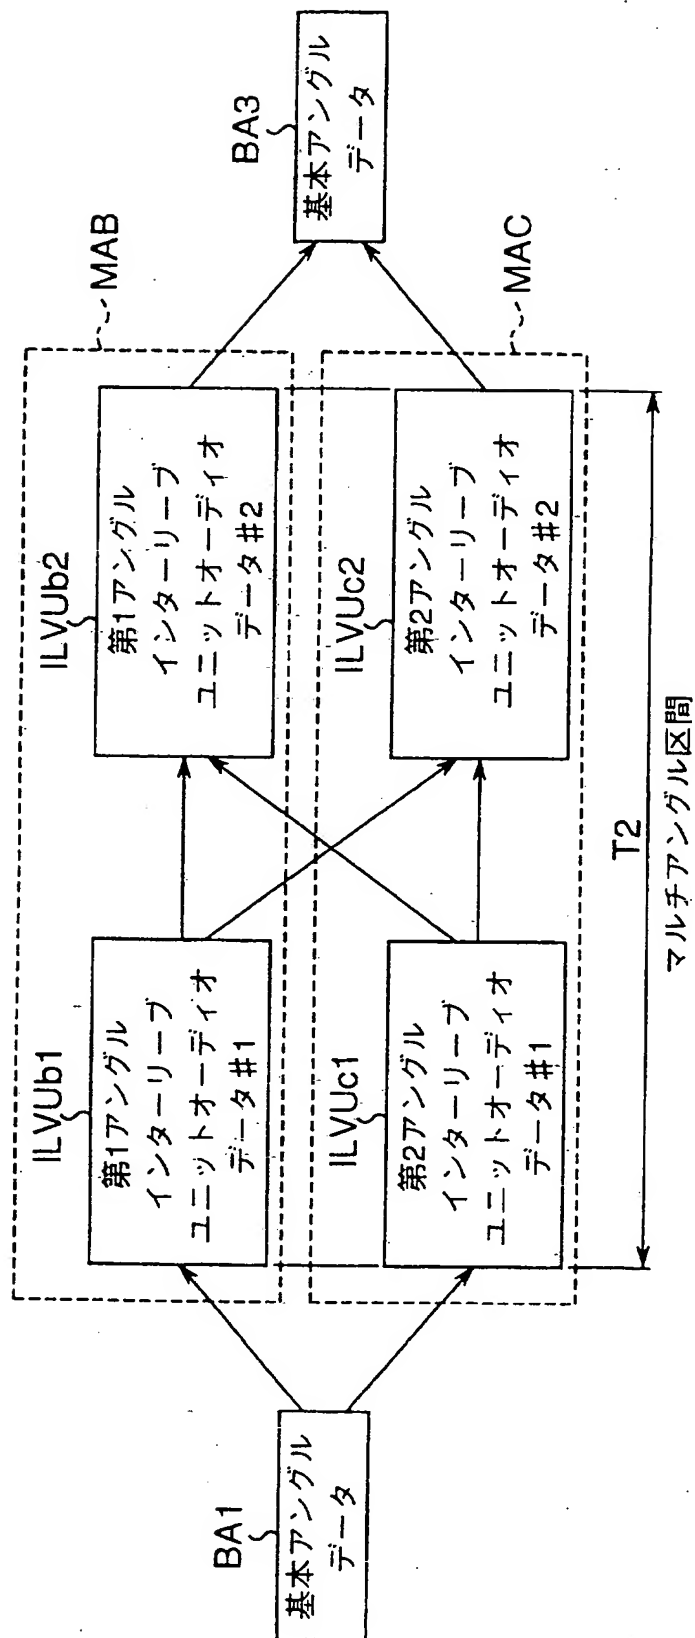 BA1
基本アングル
データ
MAB
ILVUb1
第1アングル
インターリーブ
ユニットオーディオ
データ#1
ILVUb2
第1アングル
インターリーブ
ユニットオーディオ
データ#2
ILVUc1
第2アングル
インターリーブ
ユニットオーディオ
データ#1
ILVUc2
第2アングル
インターリーブ
ユニットオーディオ
データ#2
MAC
BA3
基本アングル
データ
T2
マルチアングル区間